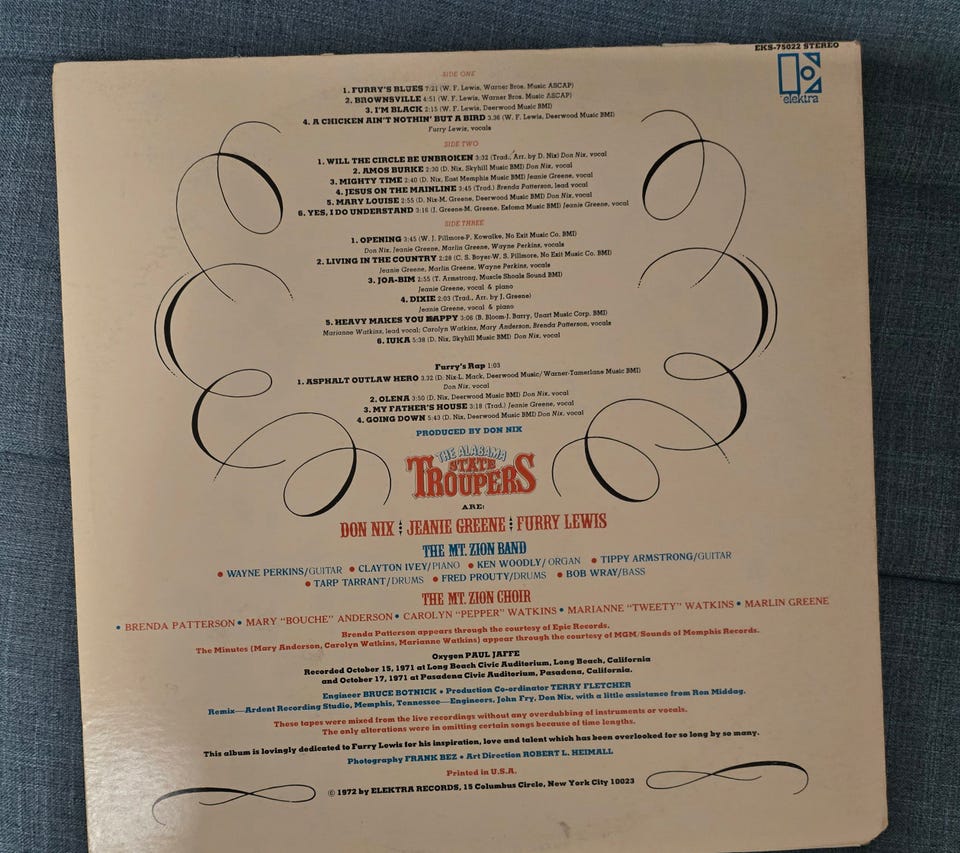 EKS-75022 STEREO
elektra
SIDE ONE
1. FURRY'S BLUES 7:21 (W. F. Lewis, Warner Bros. Music ASCAP)
2. BROWNSVILLE 4:51 (W. F. Lewis, Warner Bros. Music ASCAP)
3. I'M BLACK 2:15 (W. F. Lewis, Deerwood Music BMI)
4. A CHICKEN AIN'T NOTHIN' BUT A BIRD 3.36 (W. F. Lewis, Deerwood Music BMI)
Furry Lewis, vocals
SIDE TWO
1. WILL THE CIRCLE BE UNBROKEN 3:32 (Trad., Arr. by D. Nix) Don Nix, vocal
2. AMOS BURKE 2:30 (D. Nix, Skyhill Music BMI) Don Nix, vocal
3. MIGHTY TIME 2:40 (D. Nix, East Memphis Music BMI) Jeanie Greene, vocal
4. JESUS ON THE MAINLINE 3:45 (Trad.) Brenda Patterson, lead vocal
5. MARY LOUISE 2:55 (D. Nix-M. Greene, Deerwood Music BMI) Don Nix, vocal
6. YES, I DO UNDERSTAND 3:16 (J. Greene-M. Greene, Estoma Music BMI) Jeanie Greene, vocal
SIDE THREE
1. OPENING 3:45 (W. J. Pillmore-P. Kowalke, No Exit Music Co. BMI)
Don Nix, Jeanie Greene, Marlin Greene, Wayne Perkins, vocals
2. LIVING IN THE COUNTRY 2:28 (C. S. Boyer-W. S. Pillmore, No Exit Music Co. BMI)
Jeanie Greene, Marlin Greene, Wayne Perkins, vocals
3. JOA-BIM 2:55 (T. Armstrong, Muscle Shoals Sound BMI)
Jeanie Greene, vocal & piano
4. DIXIE 2:03 (Trad., Arr. by J. Greene)
Jeanie Greene, vocal & piano
5. HEAVY MAKES YOU HAPPY 3:06 (B. Bloom-J. Barry, Unart Music Corp. BMI)
Marianne Watkins, lead vocal; Carolyn Watkins, Mary Anderson, Brenda Patterson, vocals
6. IUKA 5:38 (D. Nix, Skyhill Music BMI) Don Nix, vocal
Furry's Rap 1:03
1. ASPHALT OUTLAW HERO 3.32 (D. Nix-L. Mack, Deerwood Music/Warner-Tamerlane Music BMI)
Don Nix, vocal
2. OLENA 3:50 (D. Nix, Deerwood Music BMI) Don Nix, vocal
3. MY FATHER'S HOUSE 3:18 (Trad.) Jeanie Greene, vocal
4. GOING DOWN 5:43 (D. Nix, Deerwood Music BMI) Don Nix, vocal
PRODUCED BY DON NIX
THE ALABAMA
STATE
TROUPERS
ARE:
DON NIX JEANIE GREENE FURRY LEWIS
THE MT. ZION BAND
• WAYNE PERKINS/GUITAR • CLAYTON IVEY/PIANO • KEN WOODLY/ORGAN • TIPPY ARMSTRONG/GUITAR
• TARP TARRANT/DRUMS • FRED PROUTY/DRUMS • BOB WRAY/BASS
THE MT. ZION CHOIR
• BRENDA PATTERSON • MARY "BOUCHE" ANDERSON • CAROLYN "PEPPER" WATKINS • MARIANNE "TWEETY" WATKINS • MARLIN GREENE
Brenda Patterson appears through the courtesy of Epic Records.
The Minutes (Mary Anderson, Carolyn Watkins, Marianne Watkins) appear through the courtesy of MGM/Sounds of Memphis Records.
Oxygen PAUL JAFFE
Recorded October 15, 1971 at Long Beach Civic Auditorium, Long Beach, California
and October 17, 1971 at Pasadena Civic Auditorium, Pasadena, California.
Engineer BRUCE BOTNICK • Production Co-ordinator TERRY FLETCHER
Remix—Ardent Recording Studio, Memphis, Tennessee—Engineers, John Fry, Don Nix, with a little assistance from Ron Midday.
These tapes were mixed from the live recordings without any overdubbing of instruments or vocals.
The only alterations were in omitting certain songs because of time lengths.
This album is lovingly dedicated to Furry Lewis for his inspiration, love and talent which has been overlooked for so long by so many.
Photography FRANK BEZ • Art Direction ROBERT L. HEIMALL
Printed in U.S.A.
© 1972 by ELEKTRA RECORDS, 15 Columbus Circle, New York City 10023